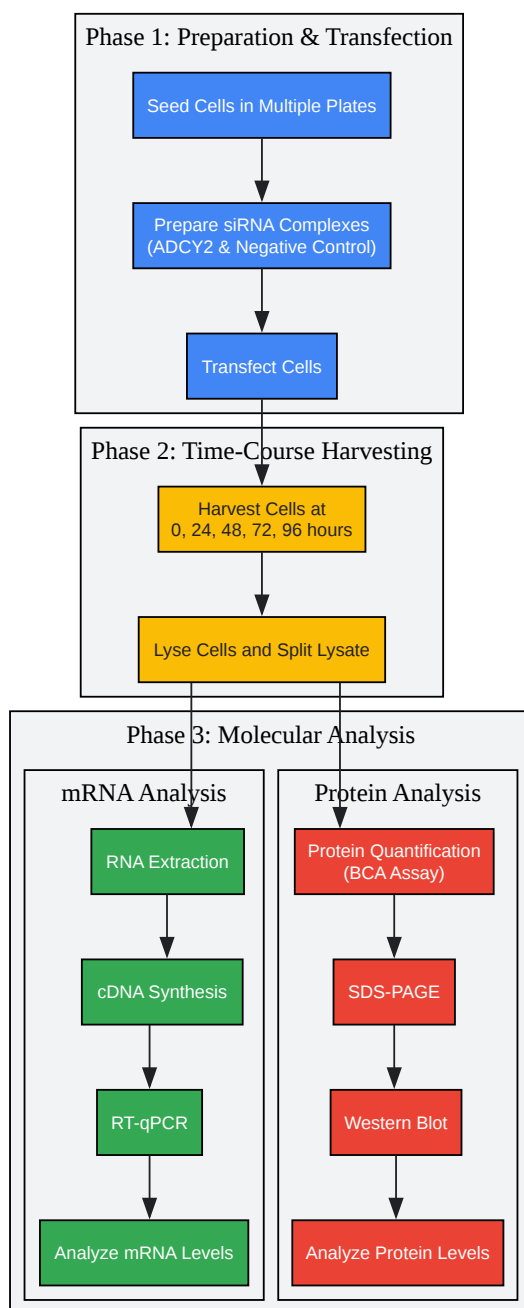 Phase 1: Preparation & Transfection
Seed Cells in Multiple Plates
Prepare siRNA Complexes
(ADCY2 & Negative Control)
Transfect Cells
Phase 2: Time-Course Harvesting
Harvest Cells at
0, 24, 48, 72, 96 hours
Lyse Cells and Split Lysate
Phase 3: Molecular Analysis
mRNA Analysis
RNA Extraction
cDNA Synthesis
RT-qPCR
Analyze mRNA Levels
Protein Analysis
Protein Quantification
(BCA Assay)
SDS-PAGE
Western Blot
Analyze Protein Levels